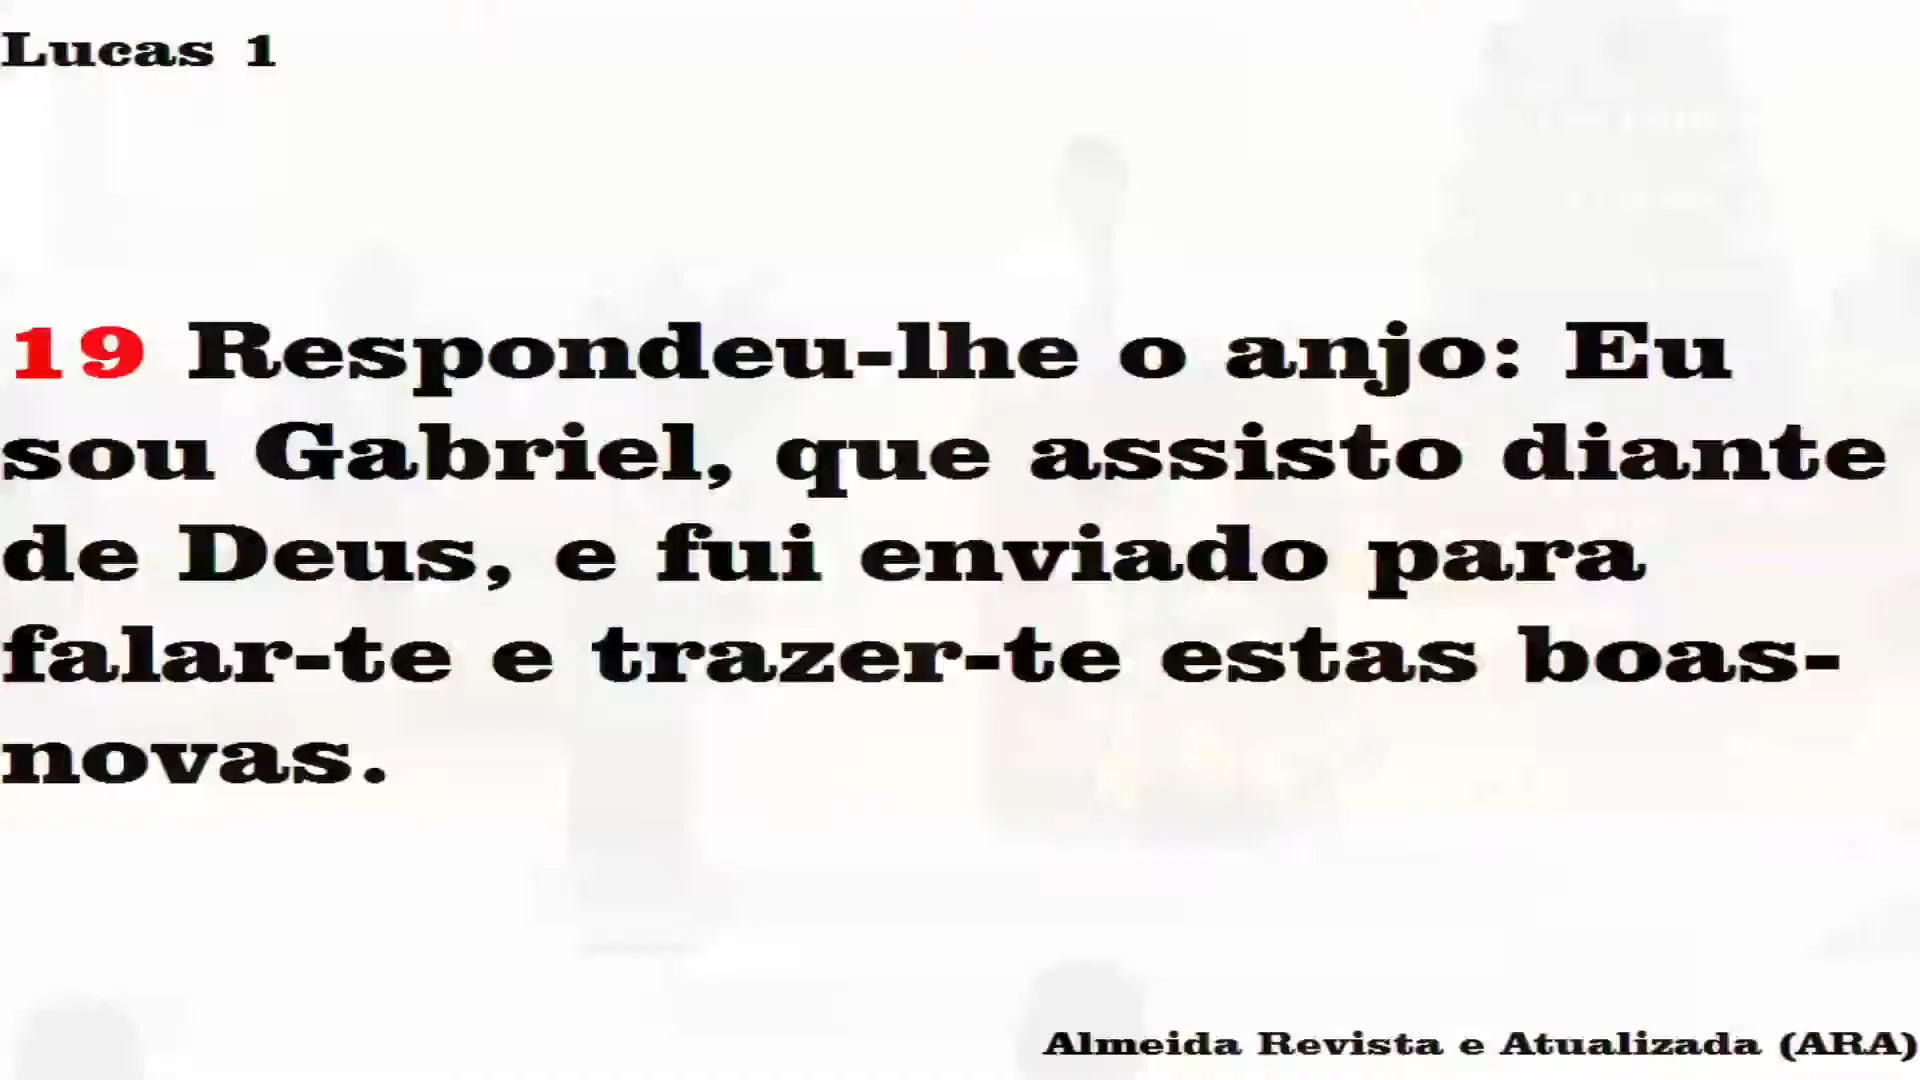 Lucas 1
19 Respondeu-lhe o anjo: Eu
sou Gabriel, que assisto diante
de Deus, e fui enviado para
falar-te e trazer-te estas boas-
novas.
Almeida Revista e Atualizada (ARA)